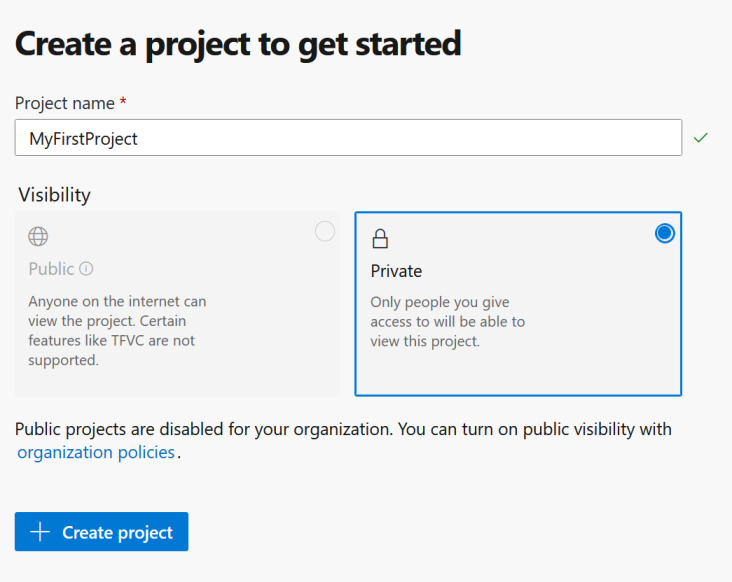 Create a project to get started
Project name *
MyFirstProject
Visibility
Public
Anyone on the internet can
view the project. Certain
features like TFVC are not
supported.
Private
Only people you give
access to will be able to
view this project.
Public projects are disabled for your organization. You can turn on public visibility with
organization policies.
Create project